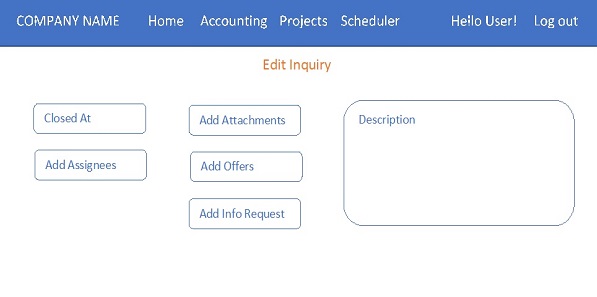 COMPANY NAME Home Accounting Projects Scheduler Hello User! Log out
Edit Inquiry
Closed At
Add Assignees
Add Attachments
Add Offers
Add Info Request
Description